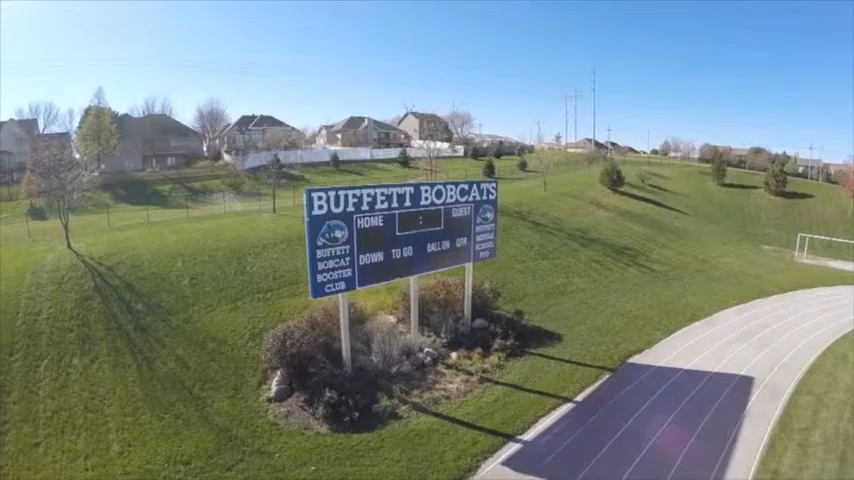 BUFFETT BOBCATS
HOME
GUEST
DOWN
TO GO
BALL ON
QTR
BUFFETT
BOBCAT
BOOSTER
CLUB
BUFFETT
MIDDLE
SCHOOL
PTO